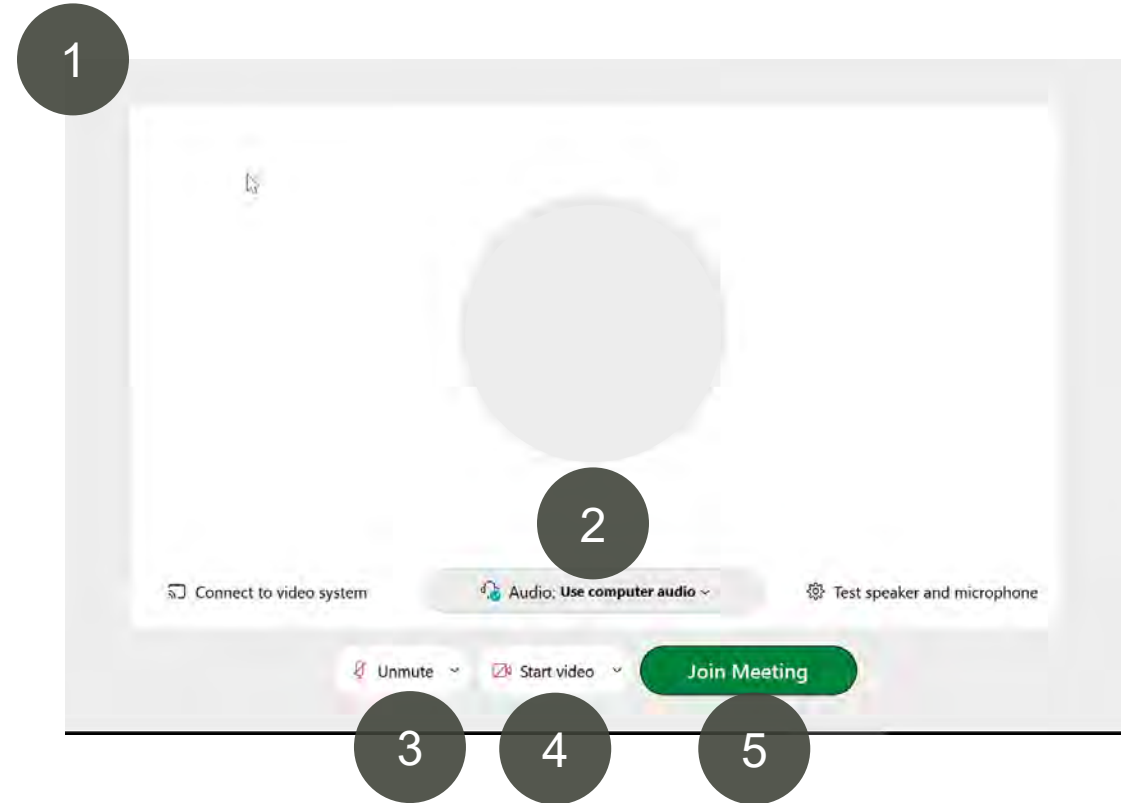 1
2
Connect to video system
Audio: Use computer audio
Test speaker and microphone
Unmute
Start video
Join Meeting
3
4
5